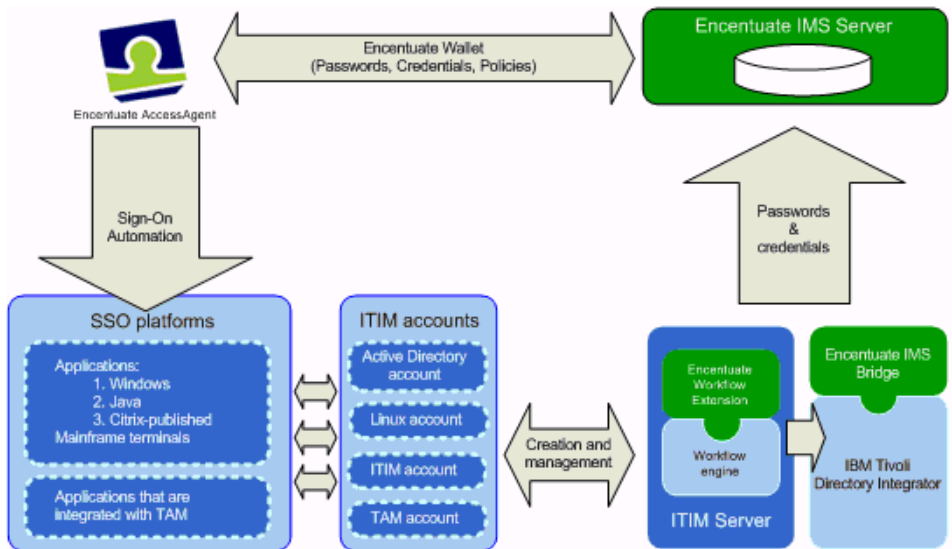 Encentuate IMS Server
Encentuate Wallet
(Passwords, Credentials, Policies)
Encentuate AccessAgent
Sign-On
Automation
Passwords
&
credentials
SSO platforms
Applications:
1. Windows
2. Java
3. Citrix-published
Mainframe terminals
Applications that are
integrated with TAM
ITIM accounts
Active Directory
account
Linux account
ITIM account
TAM account
Creation and
management
Encentuate
Workflow
Extension
Workflow
engine
ITIM Server
Encentuate IMS
Bridge
IBM Tivoli
Directory Integrator